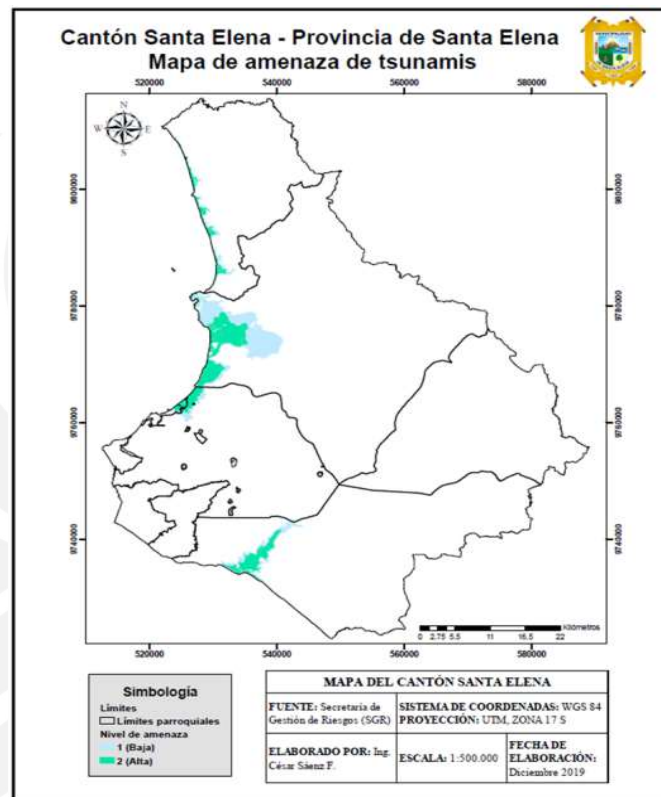 Cantón Santa Elena - Provincia de Santa Elena
Mapa de amenaza de tsunamis
520000 540000 560000 580000
N
W E
S
9800000 9800000
9780000 9780000
9760000 9760000
9740000 9740000
Kilómetros
0 2.75 5.5 11 16.5 22
520000 540000 560000 580000
Simbología
Límites
Límites parroquiales
Nivel de amenaza
1 (Baja)
2 (Alta)
MAPA DEL CANTÓN SANTA ELENA
FUENTE: Secretaría de
Gestión de Riesgos (SGR)
SISTEMA DE COORDENADAS: WGS 84
PROYECCIÓN: UTM, ZONA 17 S
ELABORADO POR: Ing.
César Sáenz F.
ESCALA: 1:500.000
FECHA DE
ELABORACIÓN:
Diciembre 2019